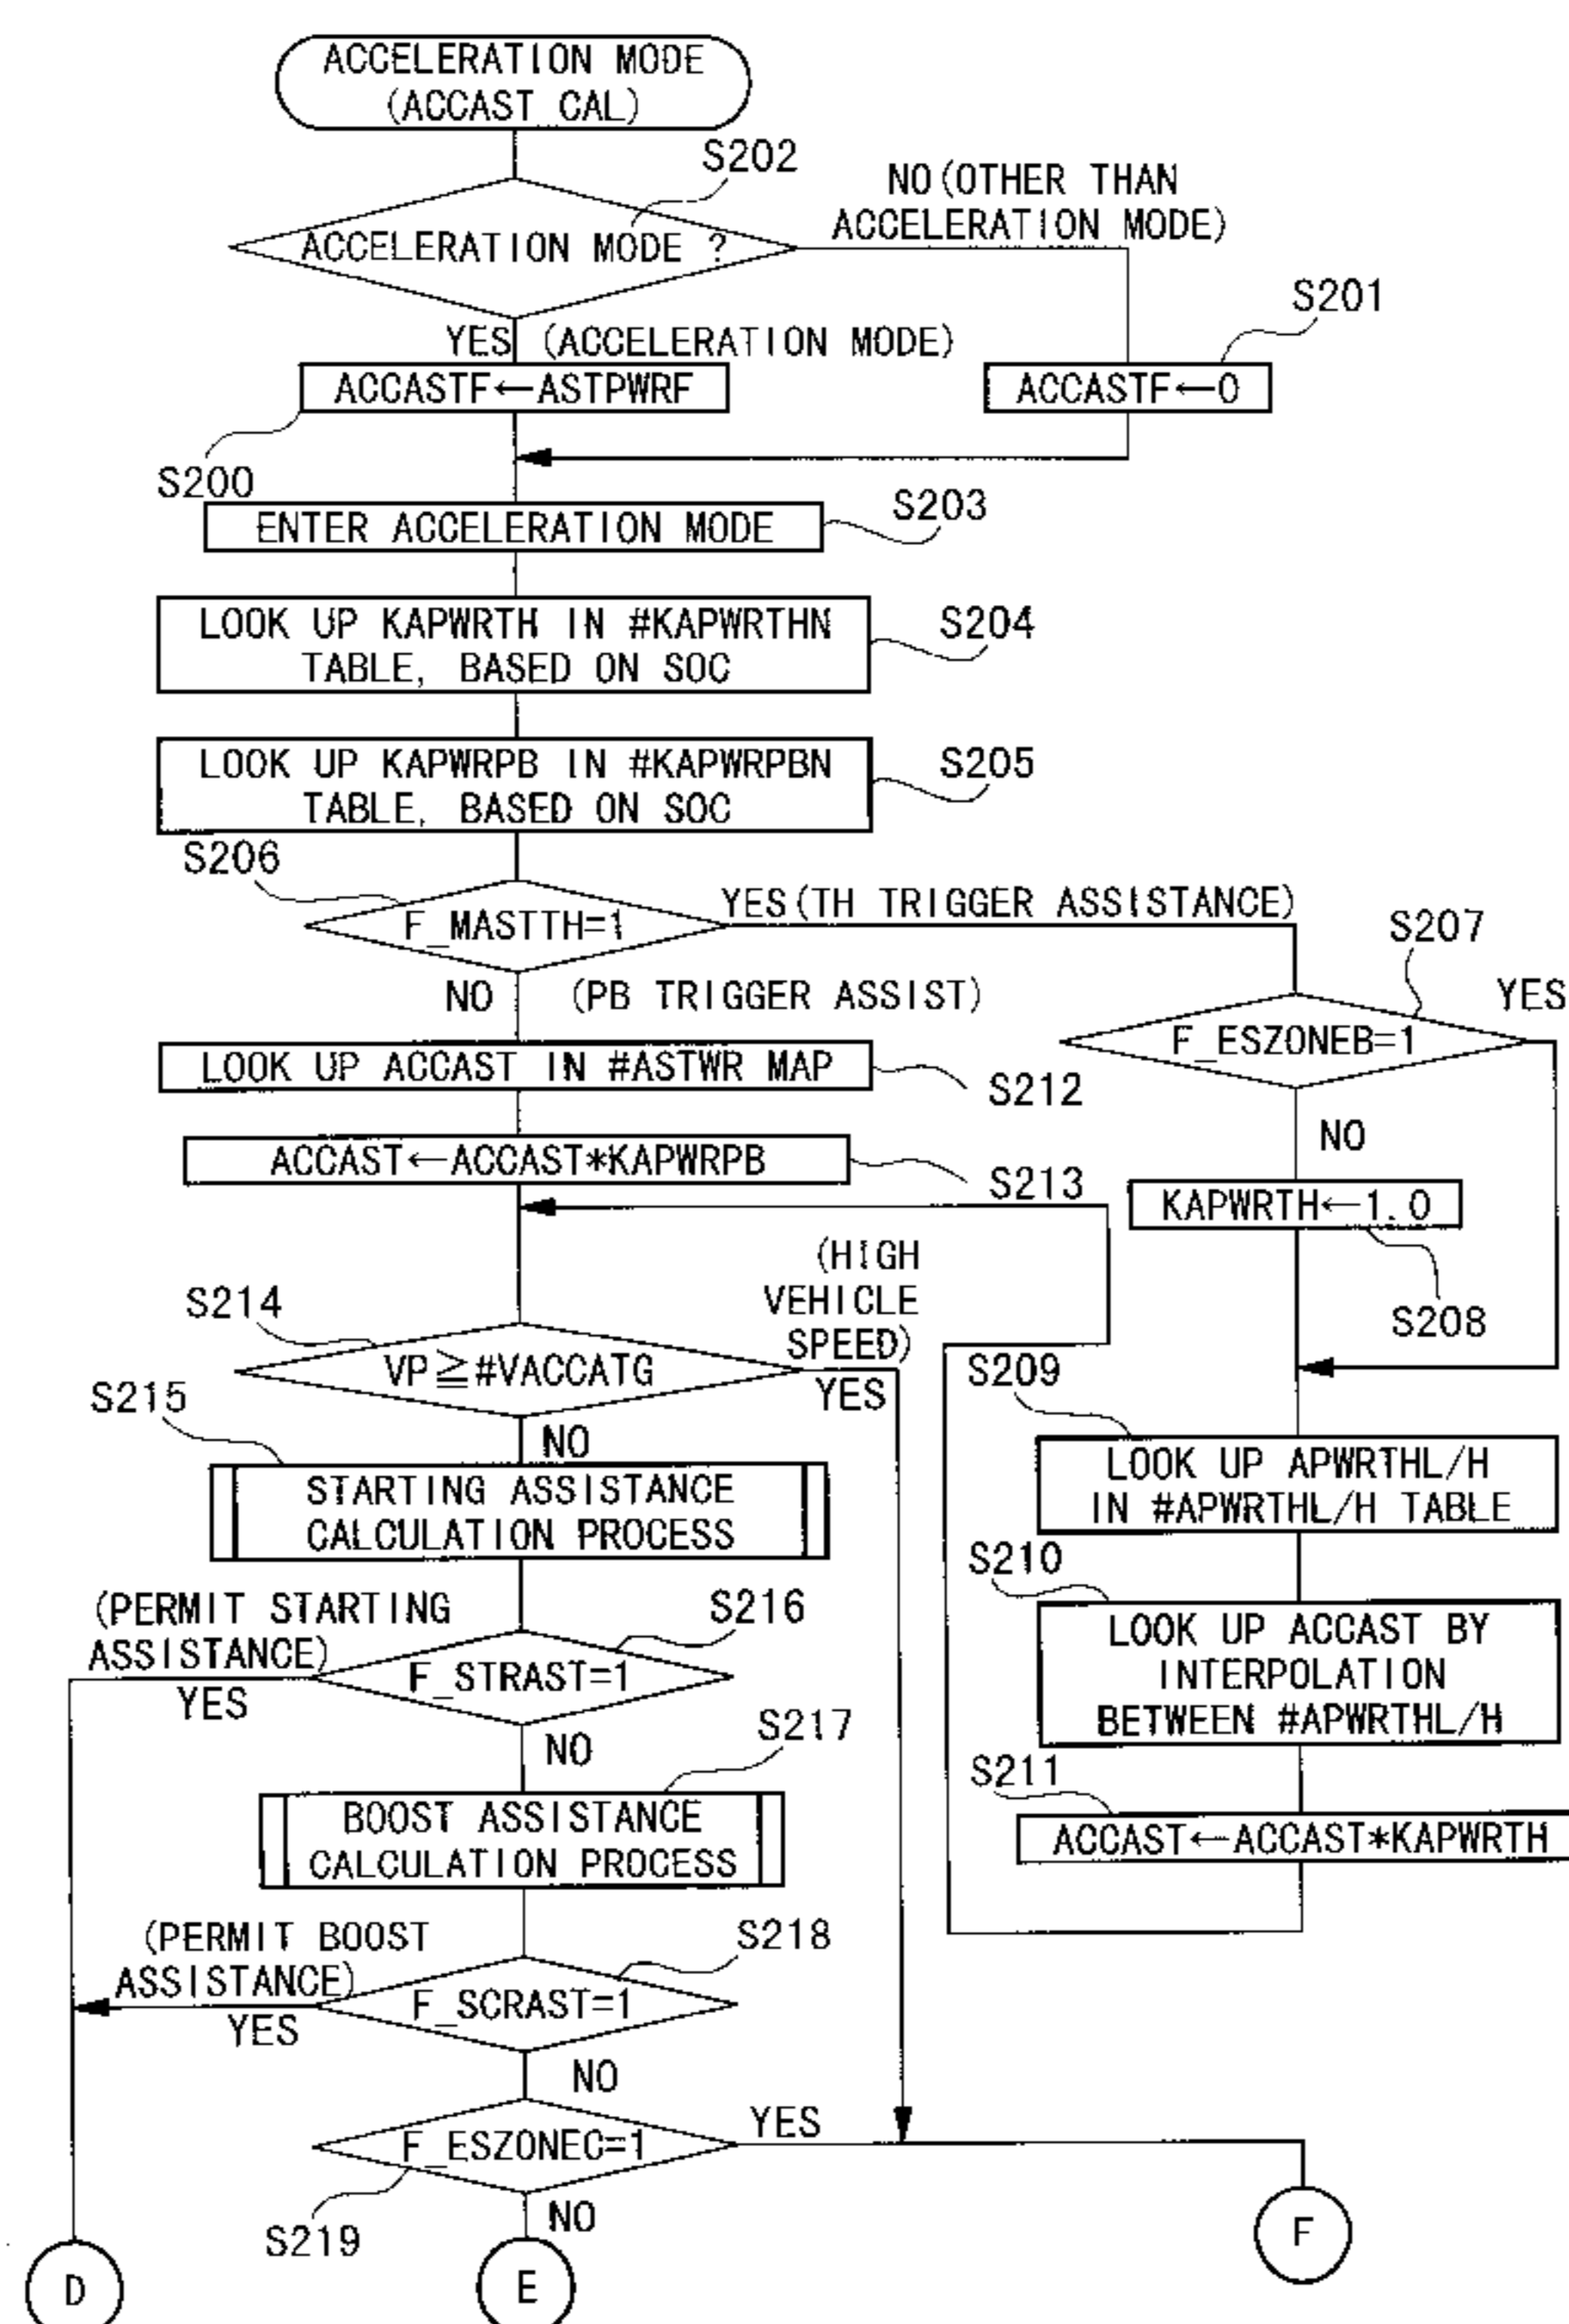 ACCELERATION MODE
(ACCAST CAL)
S202
NO(OTHER THAN
ACCELERATION MODE)
ACCELERATION MODE ?
S201
YES (ACCELERATION MODE)
ACCASTF←ASTPWRF
ACCASTF←0
S200
S203
ENTER ACCELERATION MODE
LOOK UP KAPWRTH IN #KAPWRTHN
TABLE, BASED ON SOC
S204
LOOK UP KAPWRPB IN #KAPWRPBN
TABLE, BASED ON SOC
S205
S206
F_MASTTH=1
YES(TH TRIGGER ASSISTANCE)
S207
NO (PB TRIGGER ASSIST)
YES
F_ESZONEB=1
LOOK UP ACCAST IN #ASTWR MAP
S212
NO
ACCAST←ACCAST*KAPWRPB
S213
KAPWRTH←1.0
S208
(HIGH
VEHICLE
SPEED)
S214
VP≧#VACCATG
YES
S209
S215
NO
LOOK UP APWRTHL/H
IN #APWRTHL/H TABLE
STARTING ASSISTANCE
CALCULATION PROCESS
S210
(PERMIT STARTING
ASSISTANCE)
S216
LOOK UP ACCAST BY
INTERPOLATION
BETWEEN #APWRTHL/H
F_STRAST=1
YES
NO
S217
S211
BOOST ASSISTANCE
CALCULATION PROCESS
ACCAST←ACCAST*KAPWRTH
(PERMIT BOOST
ASSISTANCE)
S218
F_SCRAST=1
YES
NO
F_ESZONEC=1
YES
S219
NO
D
E
F